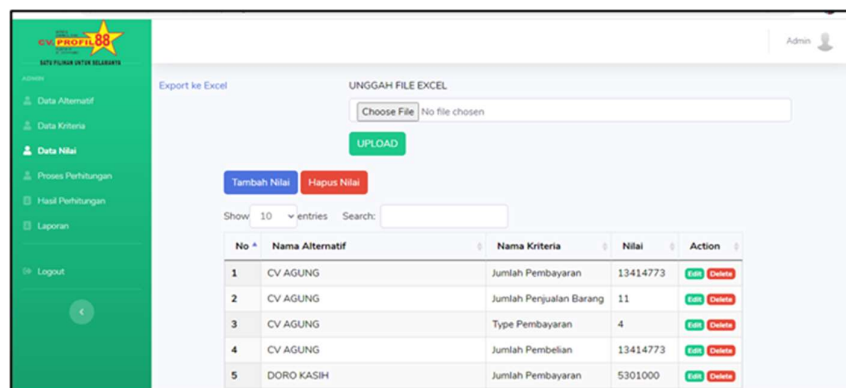 CV. PROFIL 88
SATU PILIHAN UNTUK SELAMANYA
Admin
ADMIN
Data Alternatif
Data Kriteria
Data Nilai
Proses Perhitungan
Hasil Perhitungan
Laporan
Logout
Export ke Excel
UNGGAH FILE EXCEL
Choose File No file chosen
UPLOAD
Tambah Nilai Hapus Nilai
Show 10 entries Search:
No Nama Alternatif Nama Kriteria Nilai Action
1 CV AGUNG Jumlah Pembayaran 13414773 Edit Delete
2 CV AGUNG Jumlah Penjualan Barang 11 Edit Delete
3 CV AGUNG Type Pembayaran 4 Edit Delete
4 CV AGUNG Jumlah Pembelian 13414773 Edit Delete
5 DORO KASIH Jumlah Pembayaran 5301000 Edit Delete